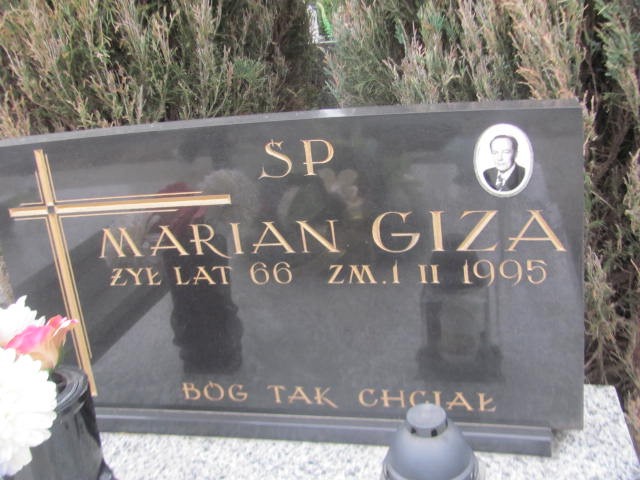 ŚP
MARIAN GIZA
ŻYŁ LAT 66 ZM. 1 II 1995
BÓG TAK CHCIAŁ